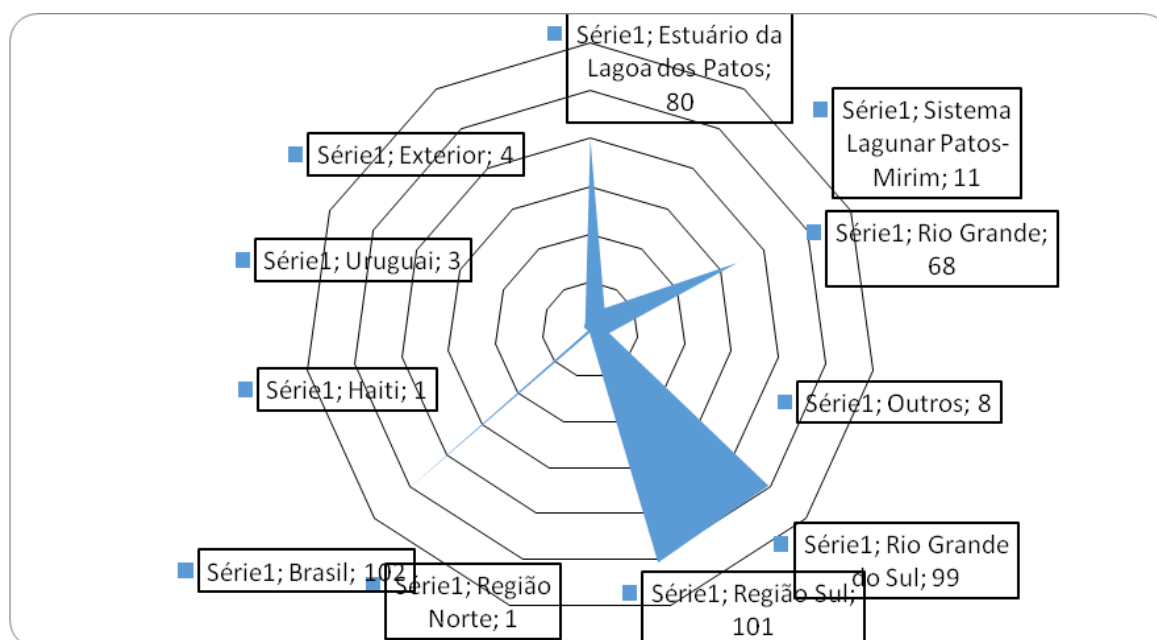 Série1; Estuário da
Lagoa dos Patos;
80
Série1; Sistema
Lagunar Patos-
Mirim; 11
Série1; Rio Grande;
68
Série1; Outros; 8
Série1; Rio Grande
do Sul; 99
Série1; Região Sul;
101
Série1; Região
Norte; 1
Série1; Brasil; 102
Série1; Haiti; 1
Série1; Uruguai; 3
Série1; Exterior; 4